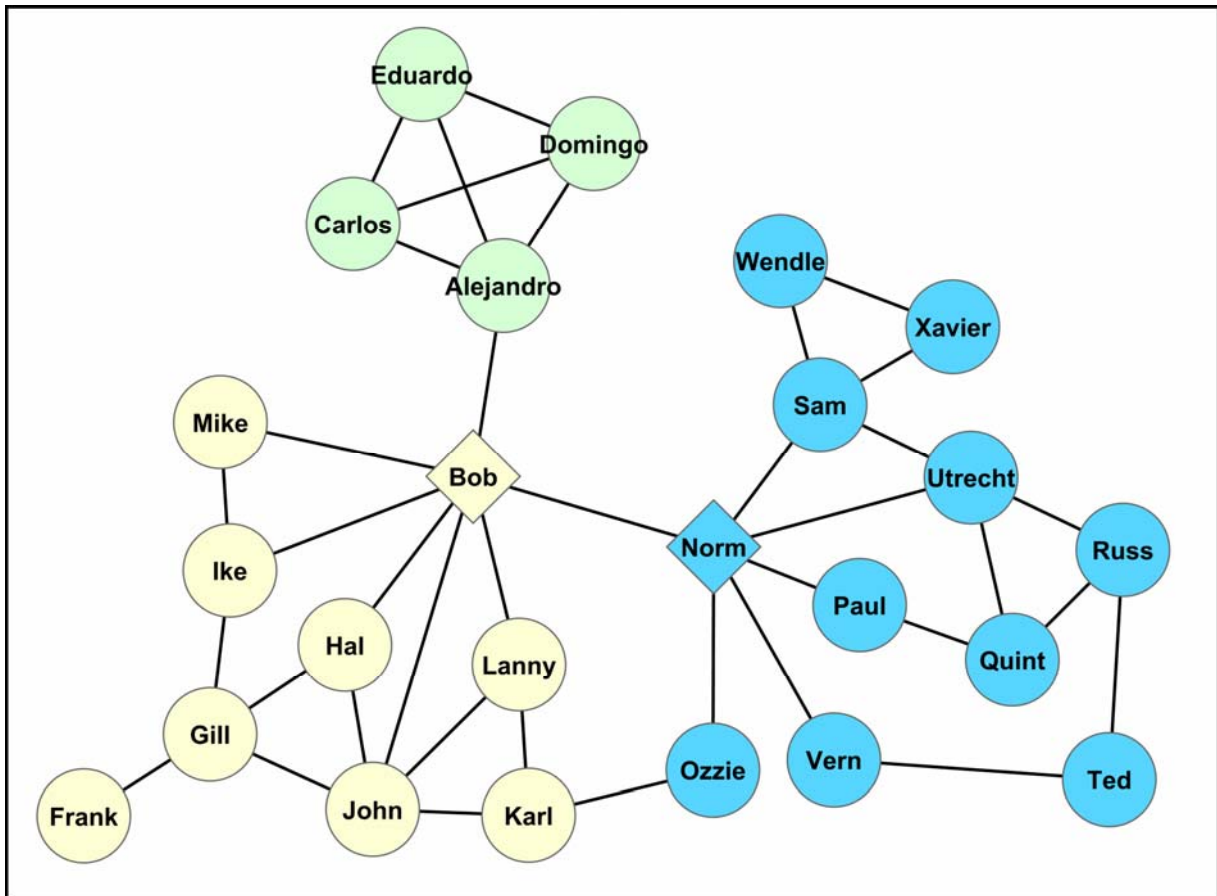 Eduardo
Domingo
Carlos
Alejandro
Wendle
Xavier
Sam
Mike
Bob
Utrecht
Norm
Russ
Ike
Paul
Hal
Lanny
Quint
Gill
Ozzie
Vern
Ted
Frank
John
Karl